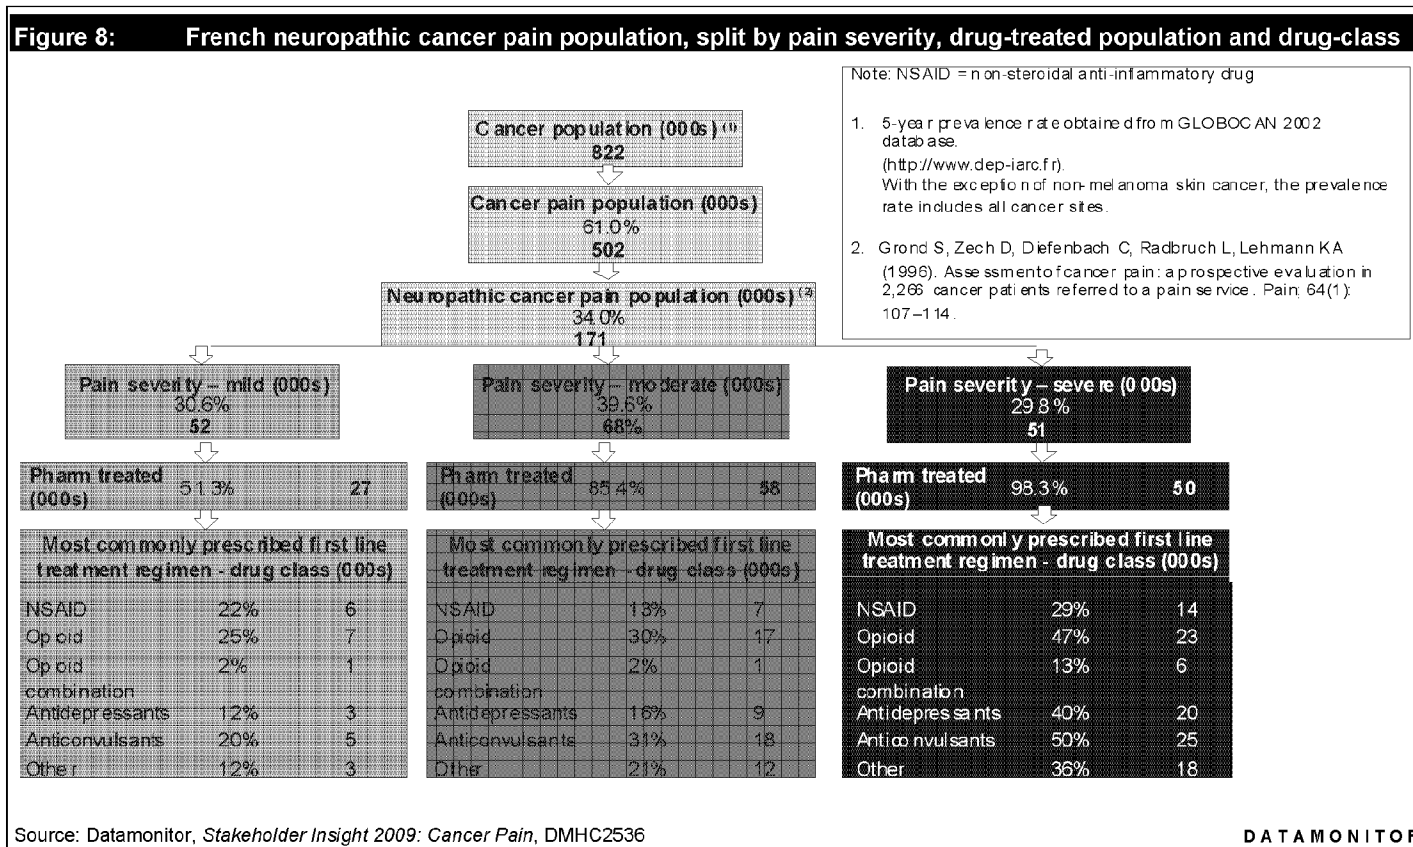 Figure 8: French neuropathic cancer pain population, split by pain severity, drug-treated population and drug-class
Note: NSAID = non-steroidal anti-inflammatory drug
1. 5-year prevalence rate obtained from GLOBOCAN 2002
database.
(http://www.dep-iarc.fr).
With the exception of non-melanoma skin cancer, the prevalence
rate includes all cancer sites.
2. Grond S, Zech D, Diefenbach C, Radbruch L, Lehmann KA
(1996). Assessment of cancer pain: a prospective evaluation in
2,266 cancer patients referred to a pain service. Pain; 64(1):
107–114.
Cancer population (000s) (1)
822
Cancer pain population (000s)
61.0%
502
Neuropathic cancer pain population (000s) (2)
34.0%
171
Pain severity – mild (000s)
30.6%
52
Pharm treated
(000s) 51.3% 27
Most commonly prescribed first line
treatment regimen - drug class (000s)
NSAID 22% 6
Opioid 25% 7
Opioid 2% 1
combination
Antidepressants 12% 3
Anticonvulsants 20% 5
Other 12% 3
Pain severity – moderate (000s)
39.6%
68%
Pharm treated
(000s) 85.4% 58
Most commonly prescribed first line
treatment regimen - drug class (000s)
NSAID 13% 7
Opioid 30% 17
Opioid 2% 1
combination
Antidepressants 16% 9
Anticonvulsants 31% 18
Other 21% 12
Pain severity – severe (000s)
29.8%
51
Pharm treated
(000s) 98.3% 50
Most commonly prescribed first line
treatment regimen - drug class (000s)
NSAID 29% 14
Opioid 47% 23
Opioid 13% 6
combination
Antidepressants 40% 20
Anticonvulsants 50% 25
Other 36% 18
Source: Datamonitor, Stakeholder Insight 2009: Cancer Pain, DMHC2536
DATAMONITOR